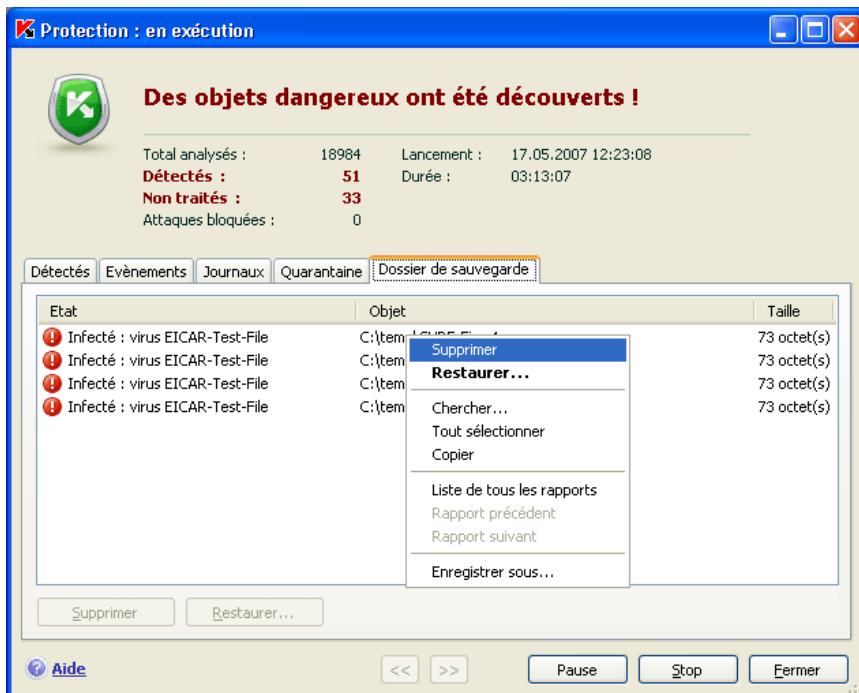 Protection : en exécution
Des objets dangereux ont été découverts !
Total analysés : 18984 Lancement : 17.05.2007 12:23:08
Détectés : 51 Durée : 03:13:07
Non traités : 33
Attaques bloquées : 0
Détectés Evènements Journaux Quarantaine Dossier de sauvegarde
Etat Objet Taille
Infecté : virus EICAR-Test-File C:\tem 73 octet(s)
Infecté : virus EICAR-Test-File C:\tem 73 octet(s)
Infecté : virus EICAR-Test-File C:\tem 73 octet(s)
Infecté : virus EICAR-Test-File C:\tem 73 octet(s)
Supprimer
Restaurer...
Chercher...
Tout sélectionner
Copier
Liste de tous les rapports
Rapport précédent
Rapport suivant
Enregistrer sous...
Supprimer Restaurer...
Aide << >> Pause Stop Fermer